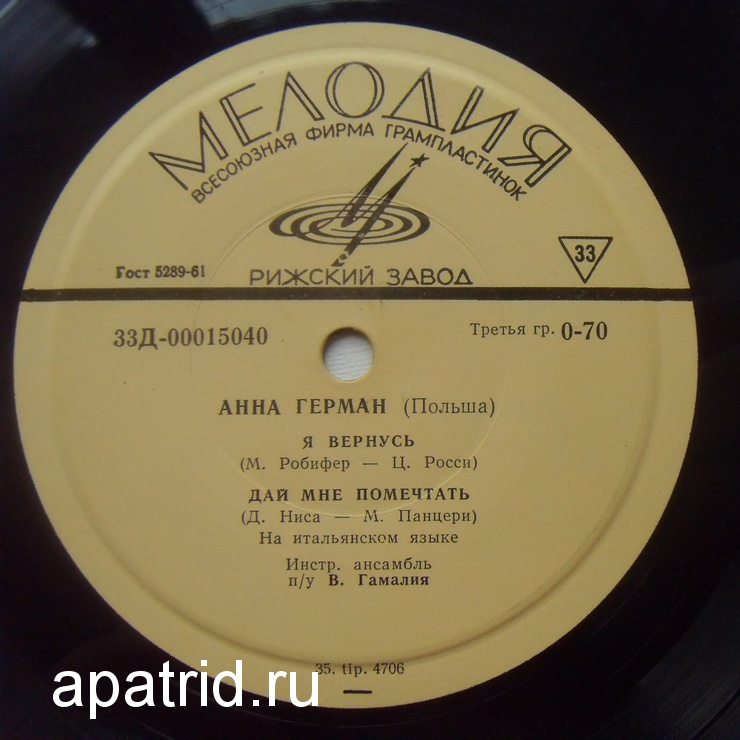 МЕЛОДИЯ
ВСЕСОЮЗНАЯ ФИРМА ГРАМПЛАСТИНОК
33
Гост 5289-61
РИЖСКИЙ ЗАВОД
33Д-00015040
Третья гр. 0-70
АННА ГЕРМАН (Польша)
Я ВЕРНУСЬ
(М. Робифер — Ц. Росси)
ДАЙ МНЕ ПОМЕЧТАТЬ
(Д. Ниса — М. Панцери)
На итальянском языке
Инстр. ансамбль
п/у В. Гамалия
35. tip. 4706
apatrid.ru